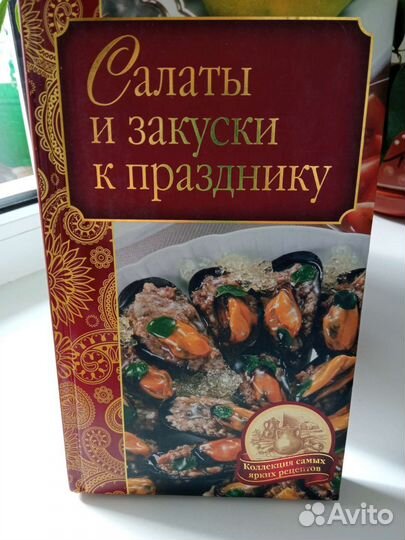 Салаты
и закуски
к празднику
Коллекция самых
ярких рецептов
Avito